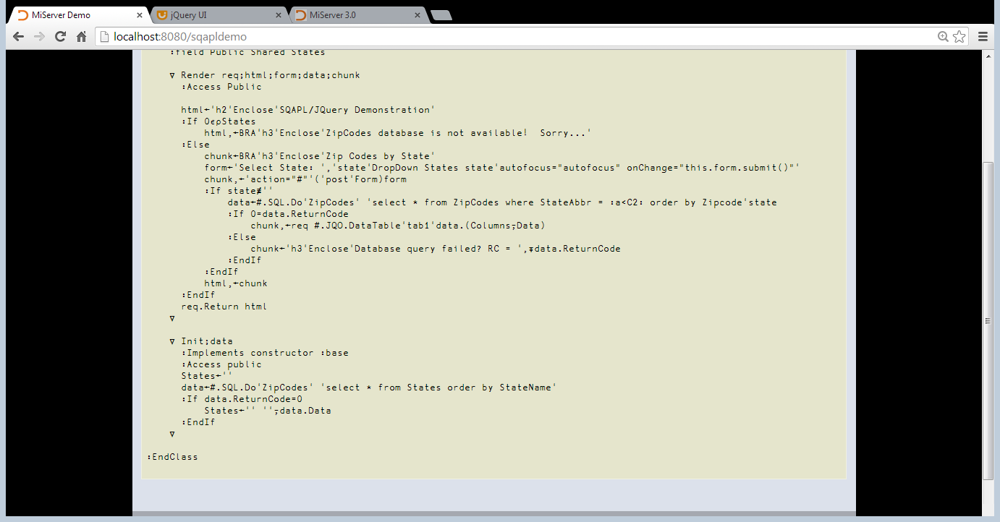 MiServer Demo
jQuery UI
MiServer 3.0
localhost:8080/sqapldemo
:field Public Shared States
∇ Render req;html;form;data;chunk
:Access Public
html←'h2'Enclose'SQAPL/JQuery Demonstration'
:If 0∊⍴States
html,←BRA'h3'Enclose'ZipCodes database is not available!  Sorry...'
:Else
chunk←BRA'h3'Enclose'Zip Codes by State'
form←'Select State: ','state'DropDown States state'autofocus="autofocus" onChange="this.form.submit()"'
chunk,←'action="#"'('post'Form)form
:If state≢''
data←#.SQL.Do'ZipCodes' 'select * from ZipCodes where StateAbbr = :a<C2: order by Zipcode'state
:If 0=data.ReturnCode
chunk,←req #.JQO.DataTable'tab1'data.(Columns⍪Data)
:Else
chunk←'h3'Enclose'Database query failed? RC = ',⍕data.ReturnCode
:EndIf
:EndIf
html,←chunk
:EndIf
req.Return html
∇
∇ Init;data
:Implements constructor :base
:Access public
States←''
data←#.SQL.Do'ZipCodes' 'select * from States order by StateName'
:If data.ReturnCode=0
States←'' ''⍪data.Data
:EndIf
∇
:EndClass